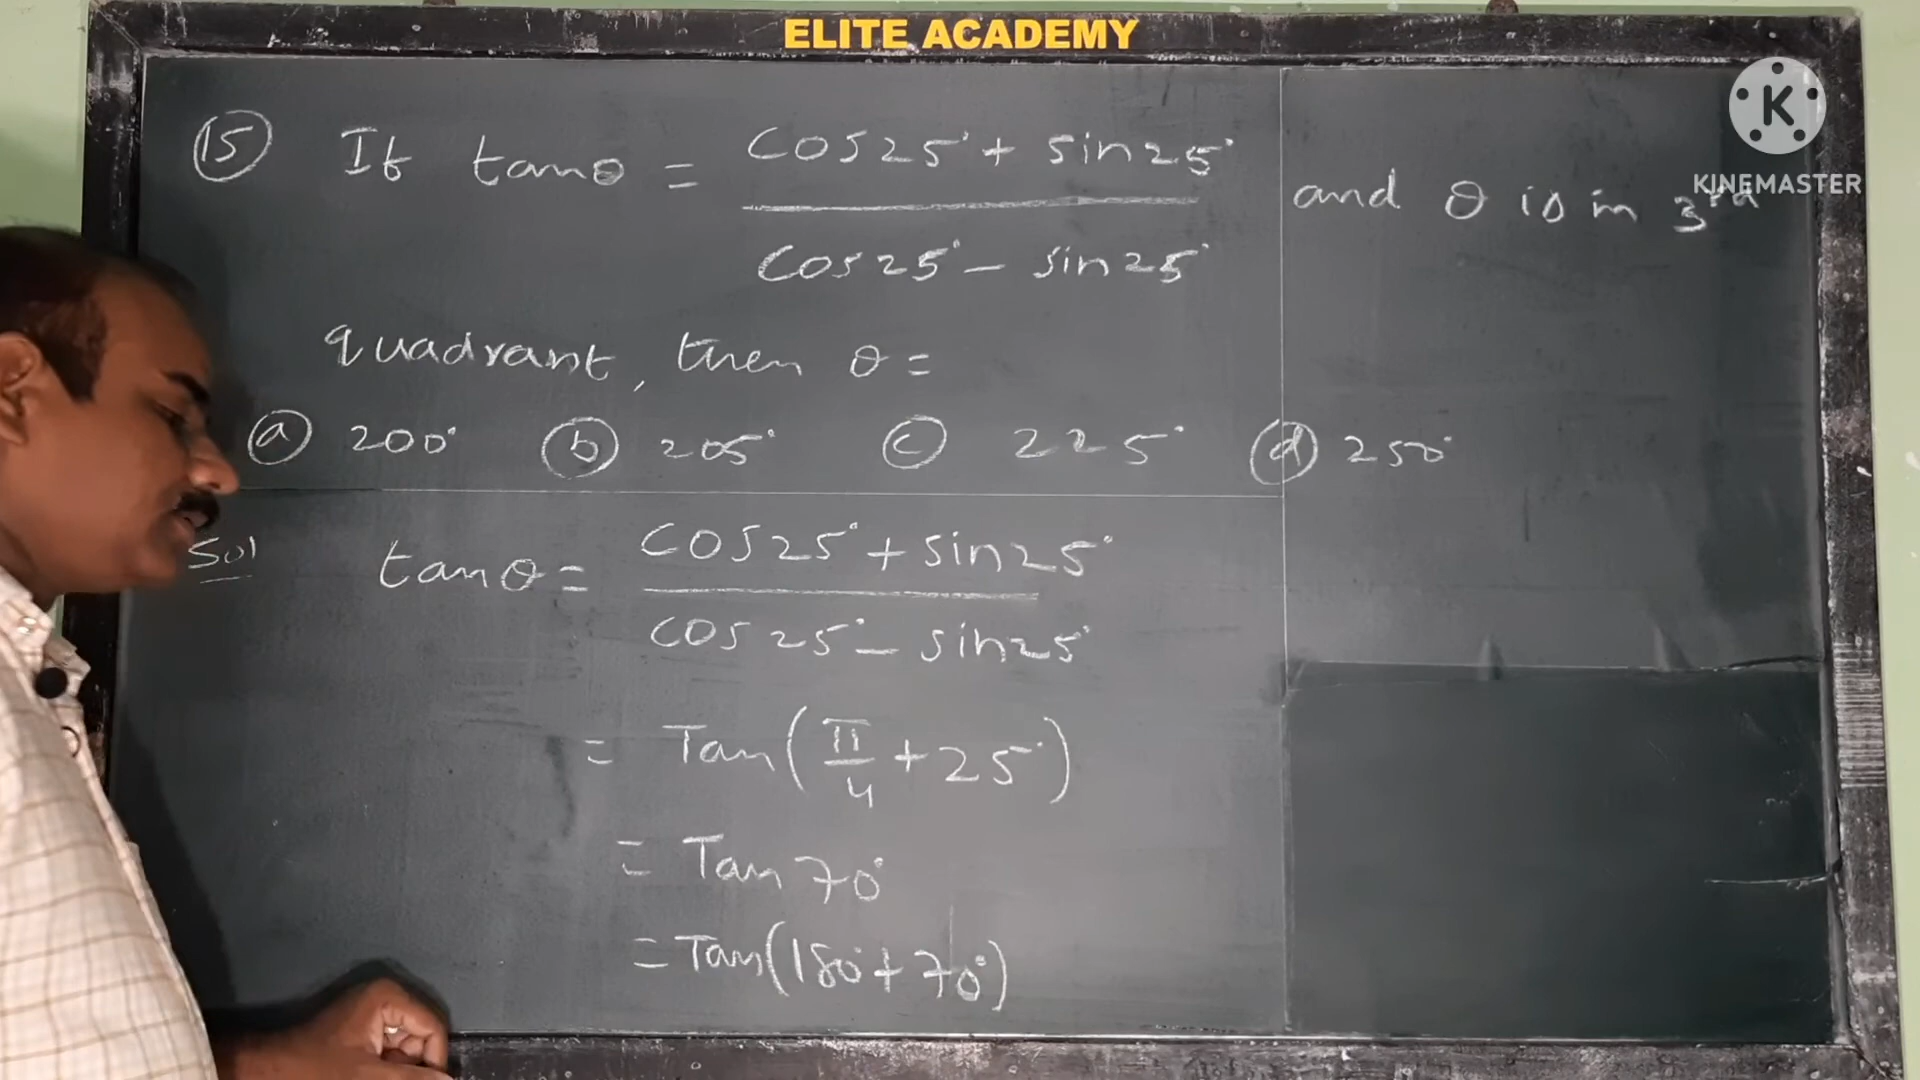 ELITE ACADEMY
K
KINEMASTER
15 If tanθ = cos25° + sin25° / cos25° - sin25° and θ is in 3rd
quadrant, then θ =
a 200° b 205° c 225° d 250°
Sol tanθ = cos25° + sin25° / cos25° - sin25°
= Tan(π/4 + 25°)
= Tan 70°
= Tan(180° + 70°)